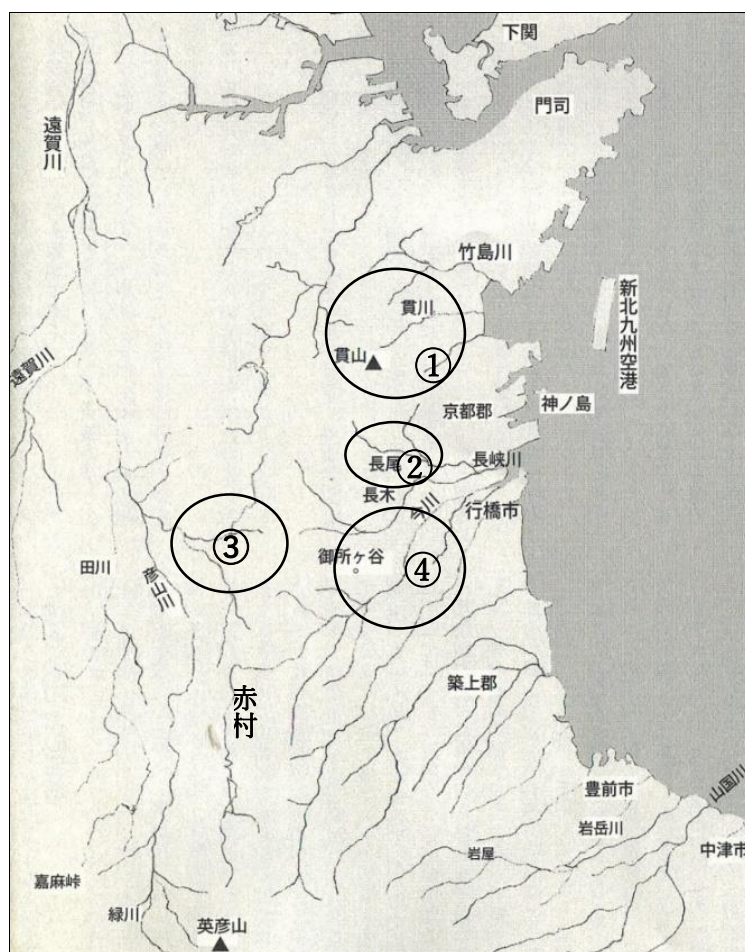 下関
門司
遠賀川
竹島川
新北九州空港
貫川
貫山
①
遠賀川
京都郡
神ノ島
長尾
②
長峡川
長木
行橋市
③
御所ヶ谷
④
田川
彦山川
築上郡
赤村
豊前市
山国川
岩岳川
岩屋
中津市
嘉麻峠
緑川
英彦山